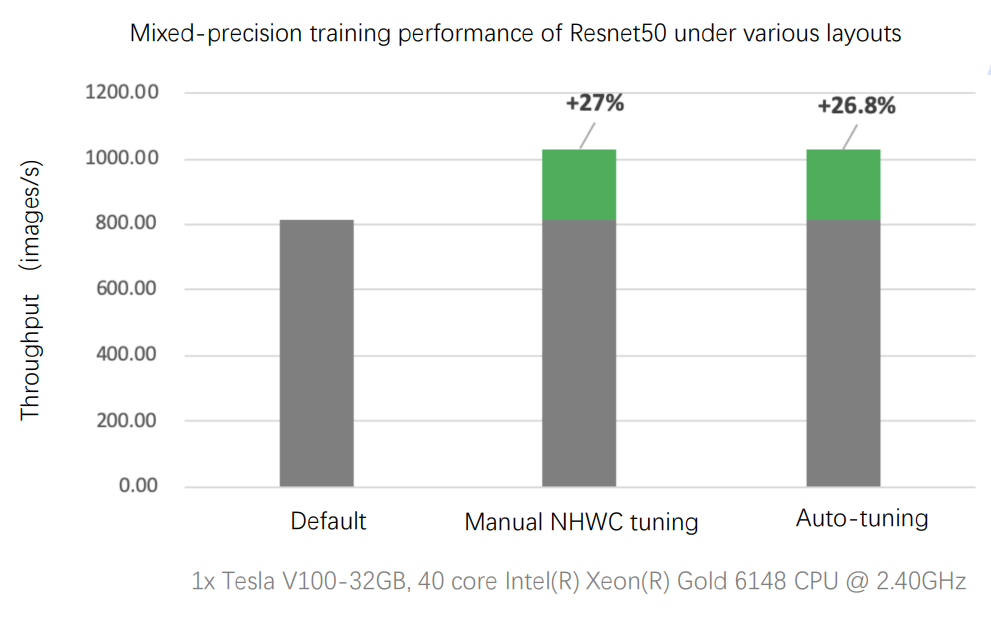 Mixed-precision training performance of Resnet50 under various layouts
Throughput (images/s)
1200.00
1000.00
800.00
600.00
400.00
200.00
0.00
+27%
+26.8%
Default
Manual NHWC tuning
Auto-tuning
1x Tesla V100-32GB, 40 core Intel(R) Xeon(R) Gold 6148 CPU @ 2.40GHz